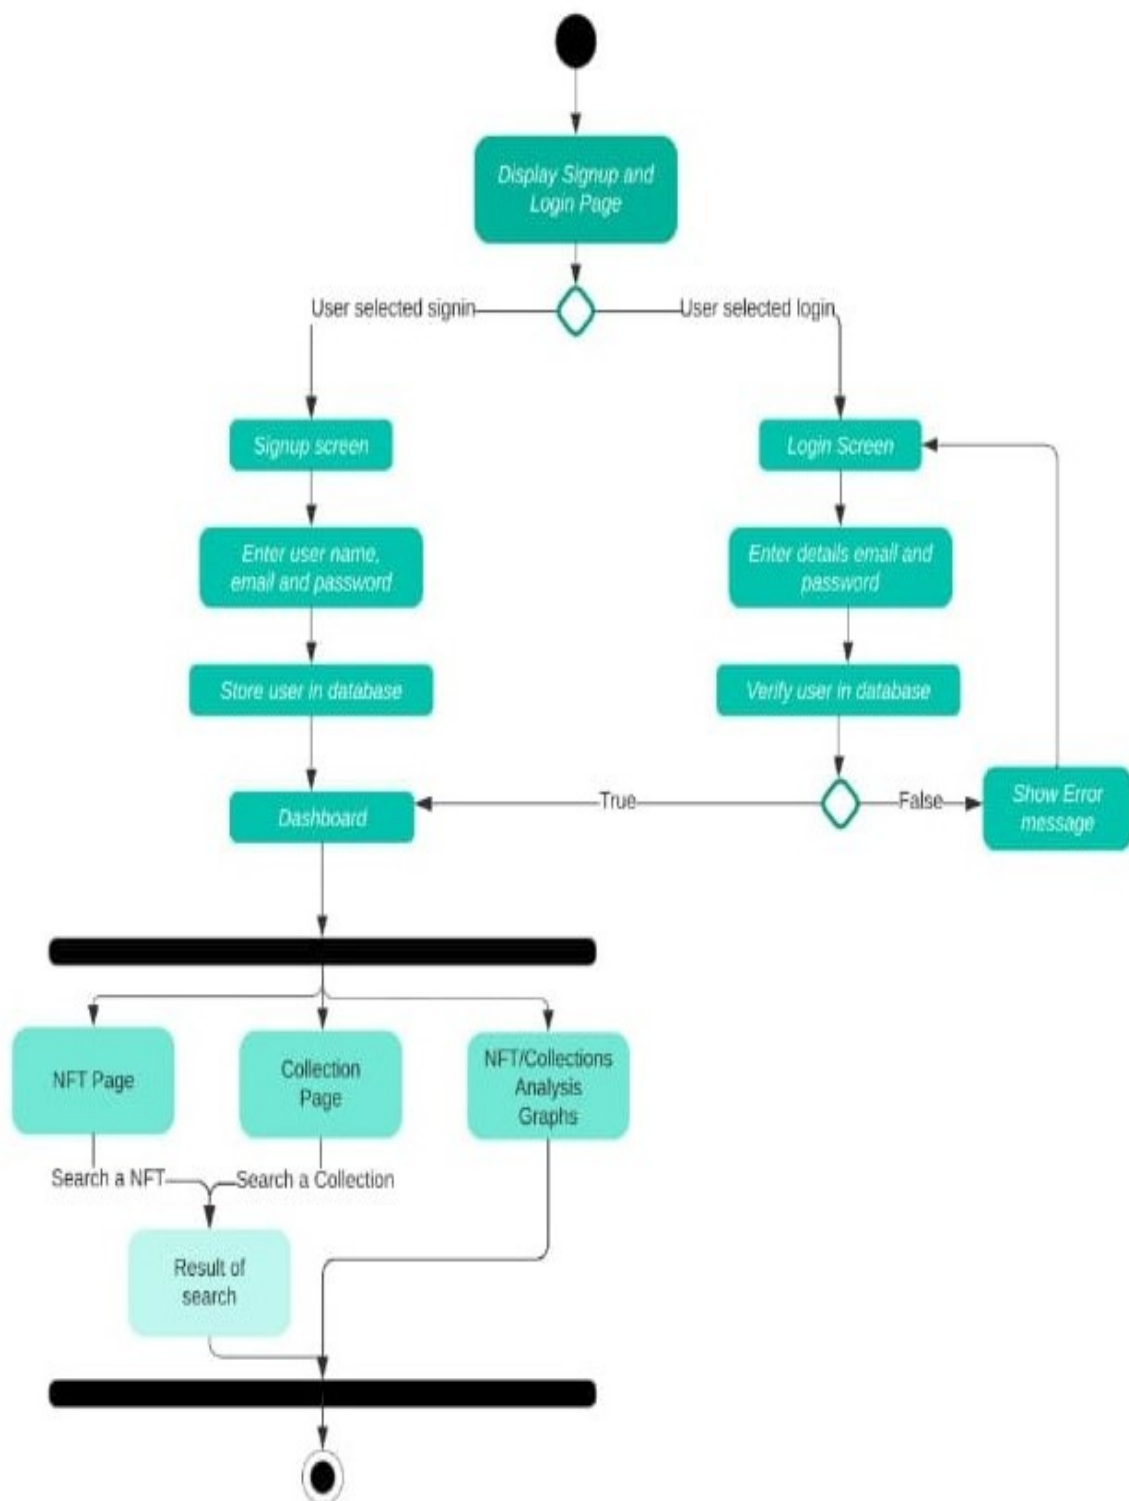 Display Signup and
Login Page
User selected signin
User selected login
Signup screen
Login Screen
Enter user name,
email and password
Enter details email and
password
Store user in database
Verify user in database
Dashboard
True
False
Show Error
message
NFT Page
Collection
Page
NFT/Collections
Analysis
Graphs
Search a NFT
Search a Collection
Result of
search